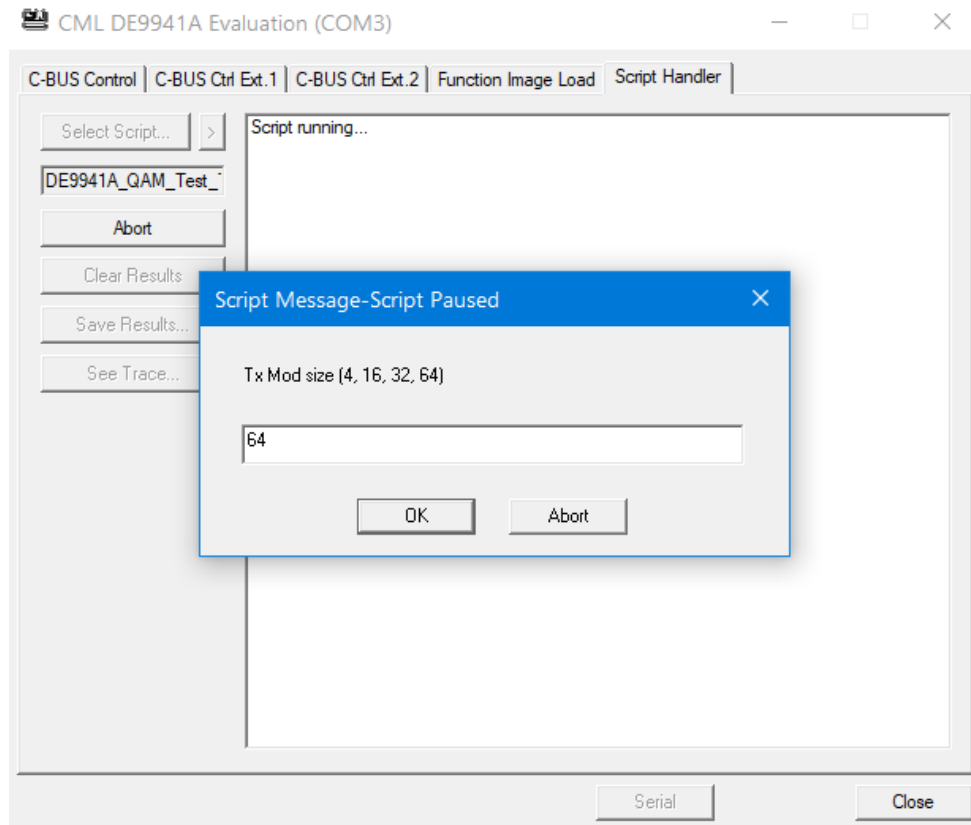 CML DE9941A Evaluation (COM3)
C-BUS Control C-BUS Ctrl Ext.1 C-BUS Ctrl Ext.2 Function Image Load Script Handler
Select Script... >
Script running...
DE9941A_QAM_Test_
Abort
Clear Results
Save Results...
See Trace...
Script Message-Script Paused
Tx Mod size (4, 16, 32, 64)
64
OK Abort
Serial Close